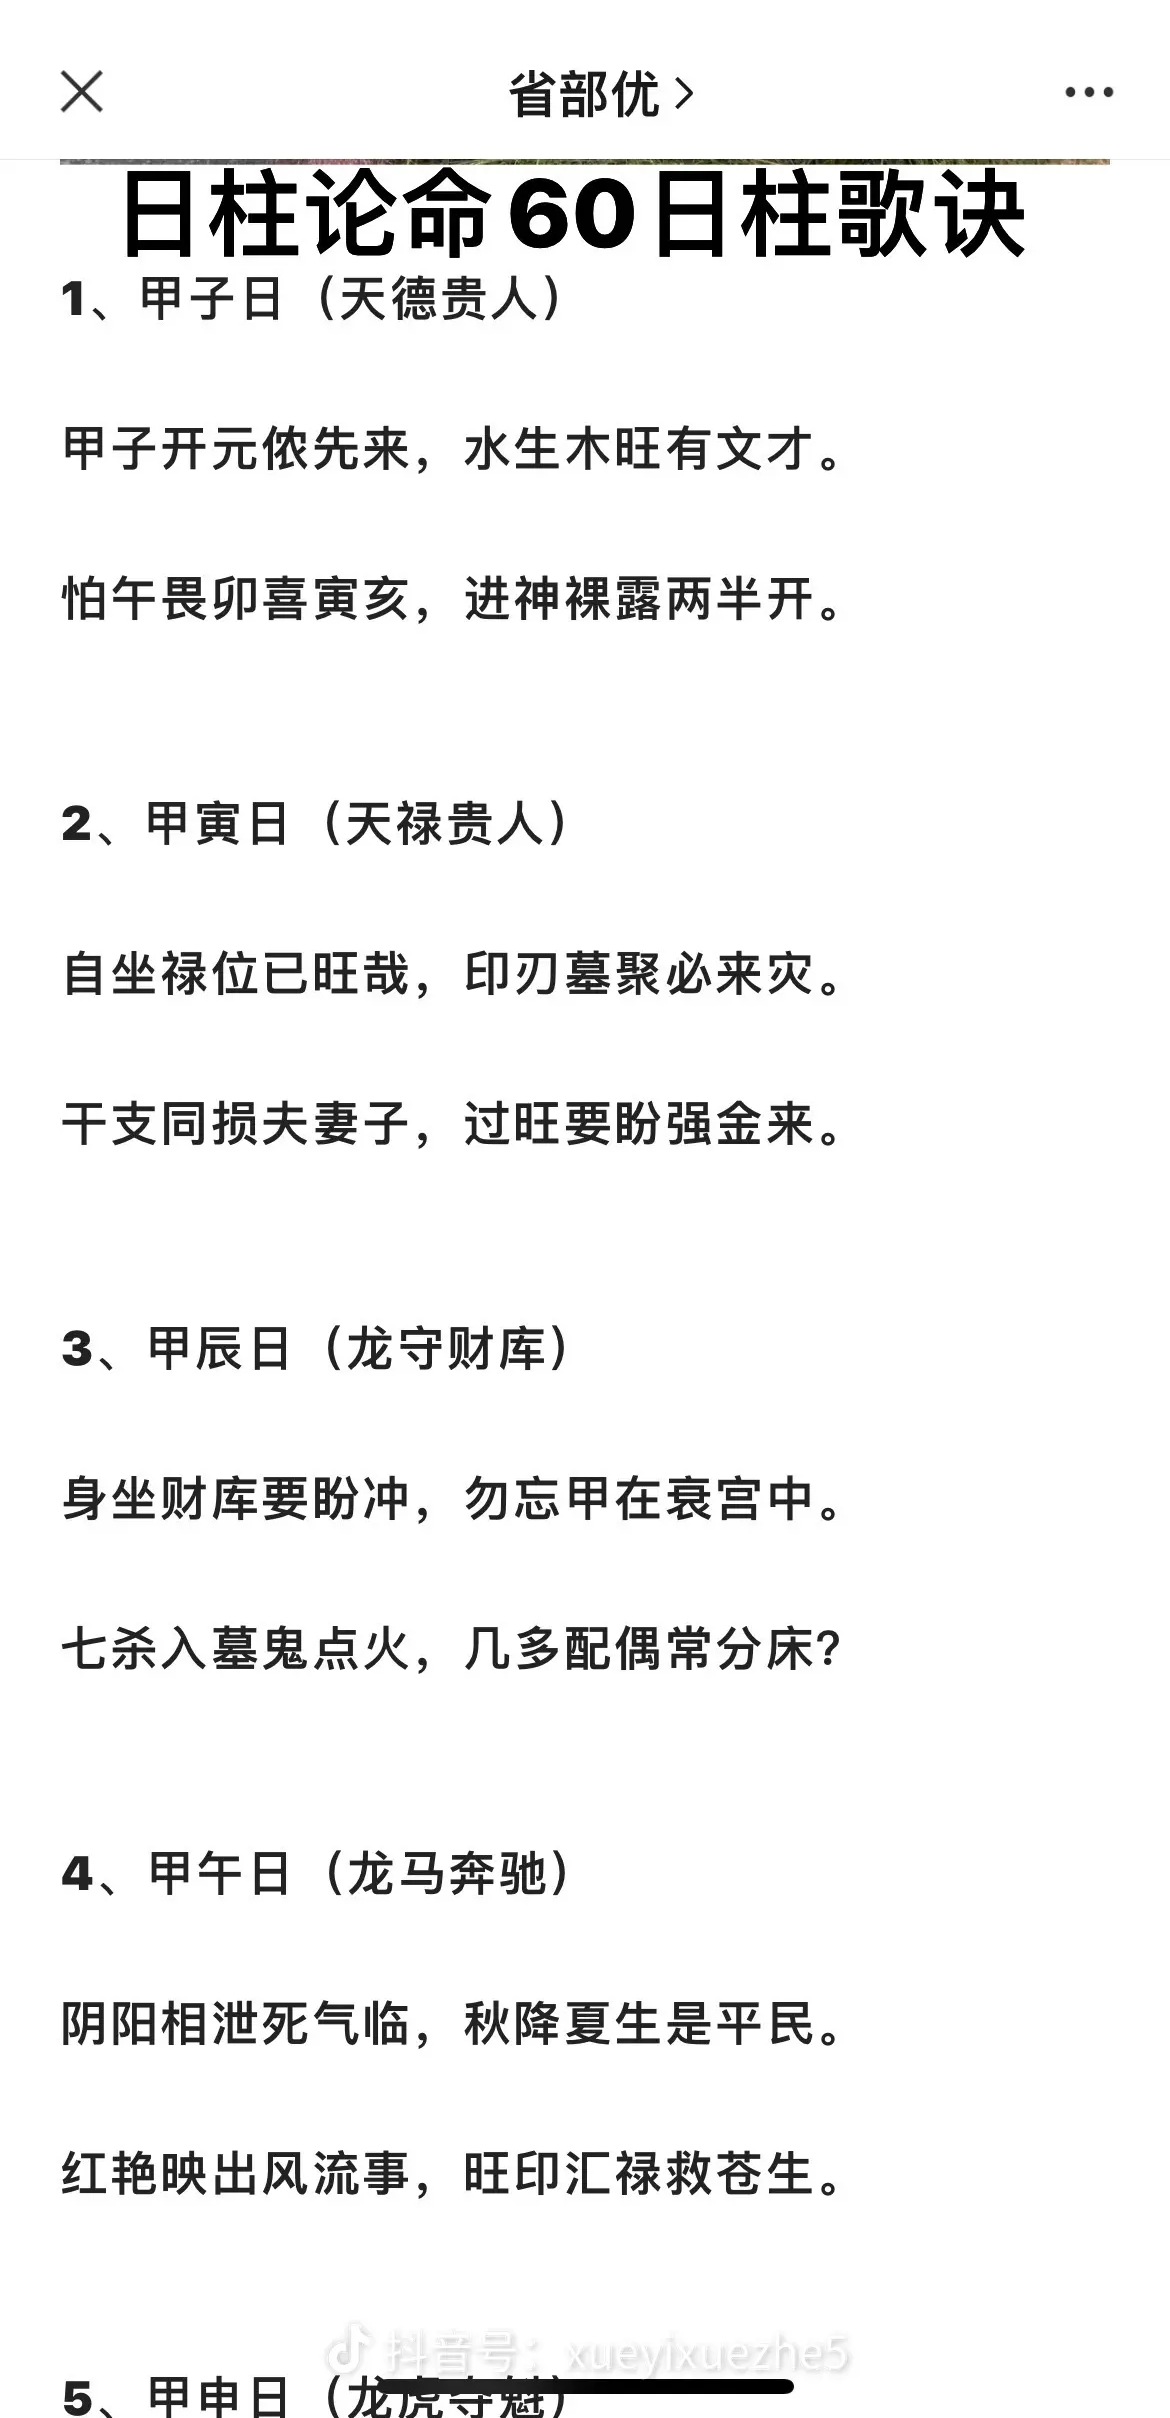 省部优
日柱论命60日柱歌诀
1、甲子日（天德贵人）
甲子开元侬先来，水生木旺有文才。
怕午畏卯喜寅亥，进神裸露两半开。
2、甲寅日（天禄贵人）
自坐禄位已旺哉，印刃墓聚必来灾。
干支同损夫妻子，过旺要盼强金来。
3、甲辰日（龙守财库）
身坐财库要盼冲，勿忘甲在衰宫中。
七杀入墓鬼点火，几多配偶常分床？
4、甲午日（龙马奔驰）
阴阳相泄死气临，秋降夏生是平民。
红艳映出风流事，旺印汇禄救苍生。
抖音号：xueyixuezhe5
5、甲申日（龙虎夺魁）